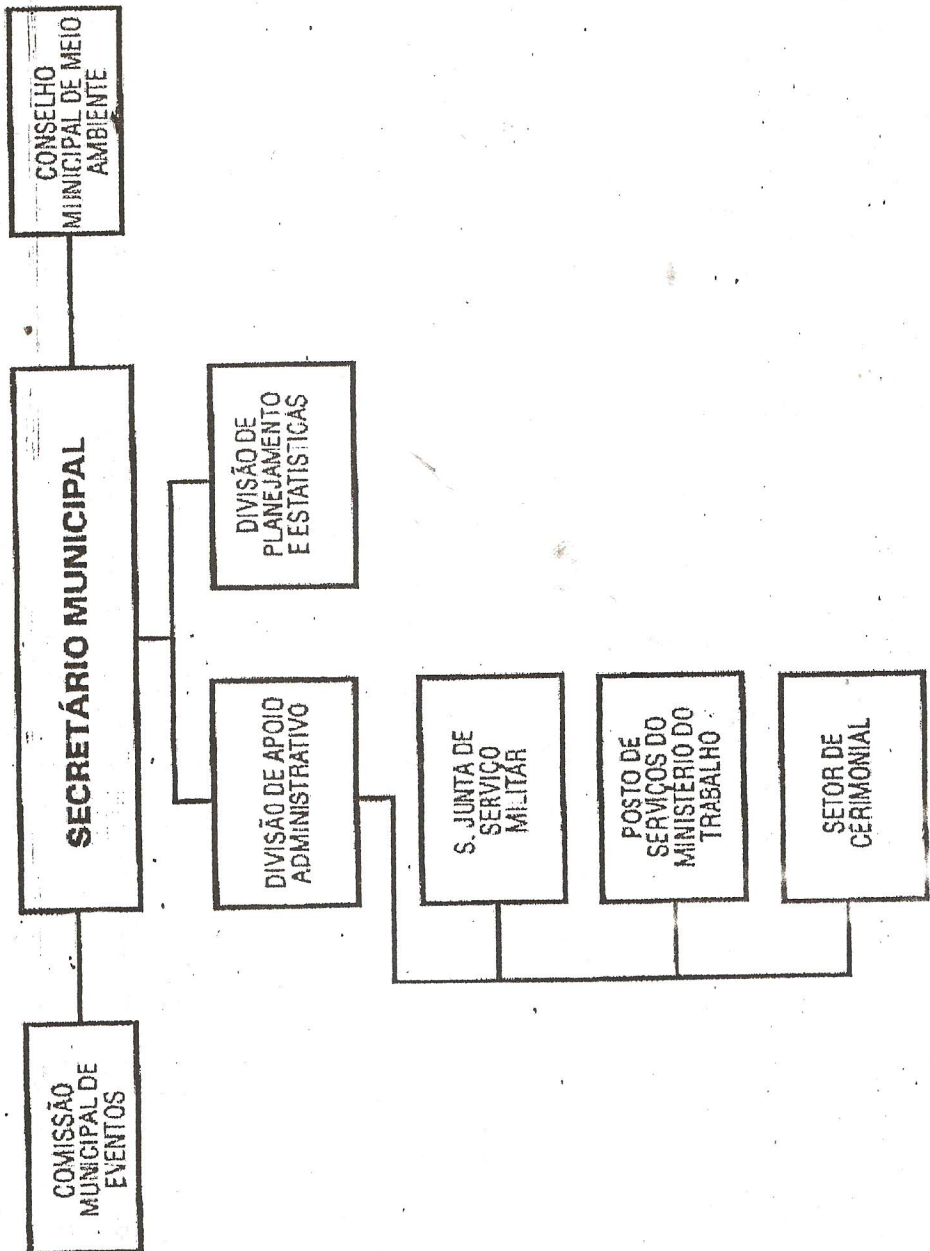 COMISSÃO
MUNICIPAL DE
EVENTOS
SECRETÁRIO MUNICIPAL
CONSELHO
MUNICIPAL DE MEIO
AMBIENTE
DIVISÃO DE APOIO
ADMINISTRATIVO
DIVISÃO DE
PLANEJAMENTO
E ESTATISTICAS
S. JUNTA DE
SERVIÇO
MILITAR
POSTO DE
SERVIÇOS DO
MINISTÉRIO DO
TRABALHO
SETOR DE
CERIMONIAL